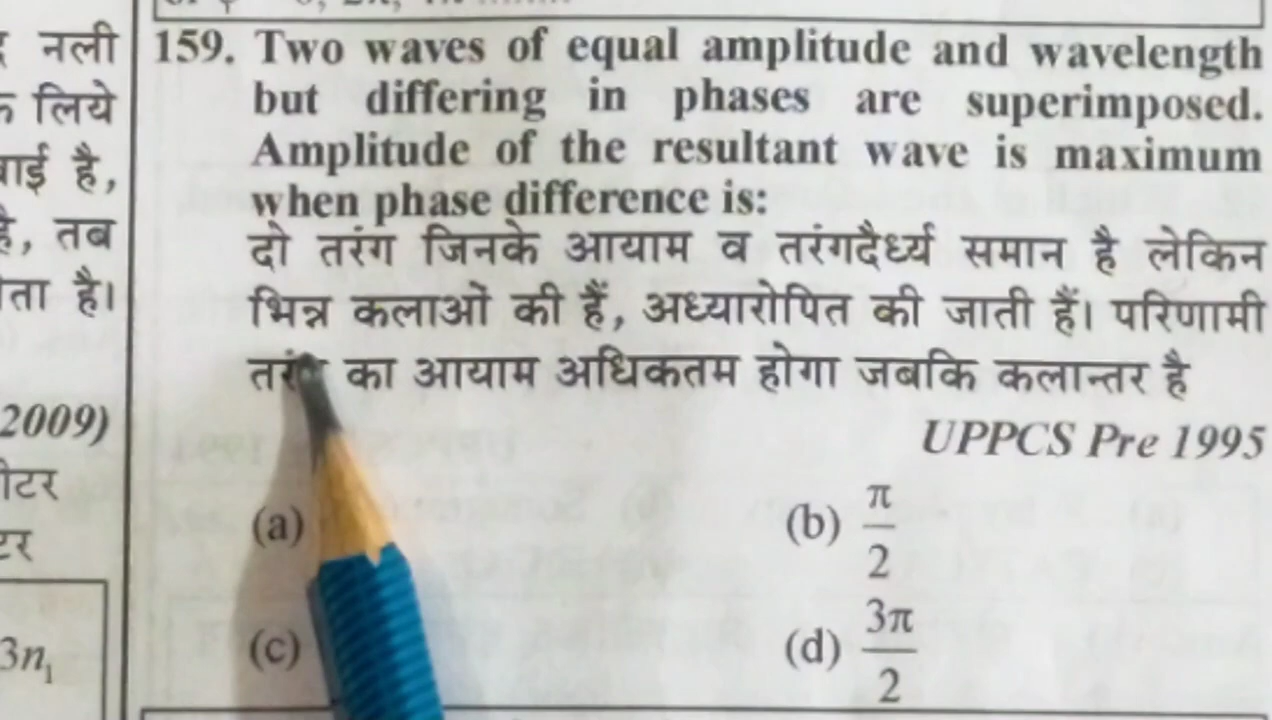 नली
लिये
है,
तब
है।
2009)
3n₁
159. Two waves of equal amplitude and wavelength
but differing in phases are superimposed.
Amplitude of the resultant wave is maximum
when phase difference is:
दो तरंग जिनके आयाम व तरंगदैर्ध्य समान है लेकिन
भिन्न कलाओं की हैं, अध्यारोपित की जाती हैं। परिणामी
का आयाम अधिकतम होगा जबकि कलान्तर है
UPPCS Pre 1995
(a)
(b) π/2
(c)
(d) 3π/2